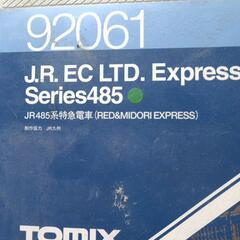 92061
J.R. EC LTD. Express
Series485
JR485系特急電車(RED&MIDORI EXPRESS)
製作協力 JR九州
TOMIX